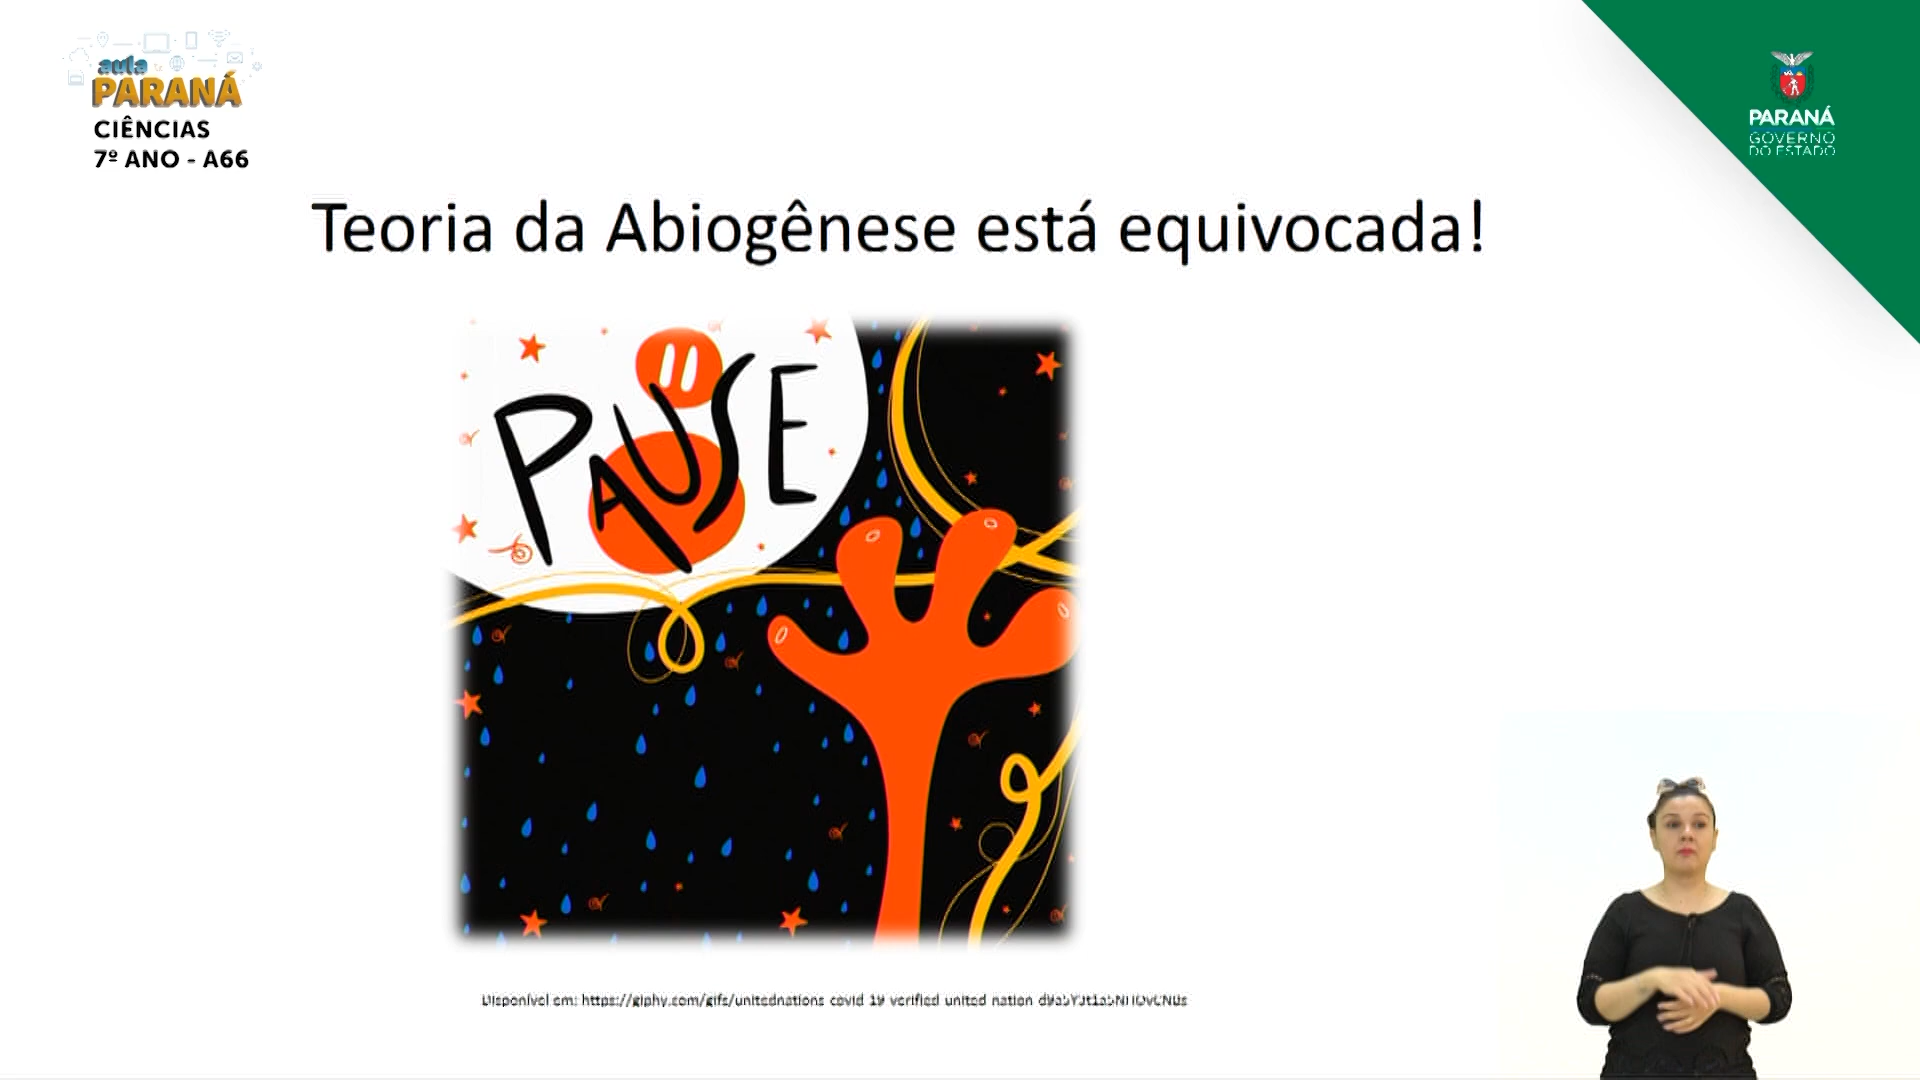 aula
PARANÁ
CIÊNCIAS
7º ANO - A66
PARANÁ
GOVERNO
DO ESTADO
Teoria da Abiogênese está equivocada!
PAUSE
Disponível em: https://giphy.com/gifs/unitednations covid 19 verified united nation